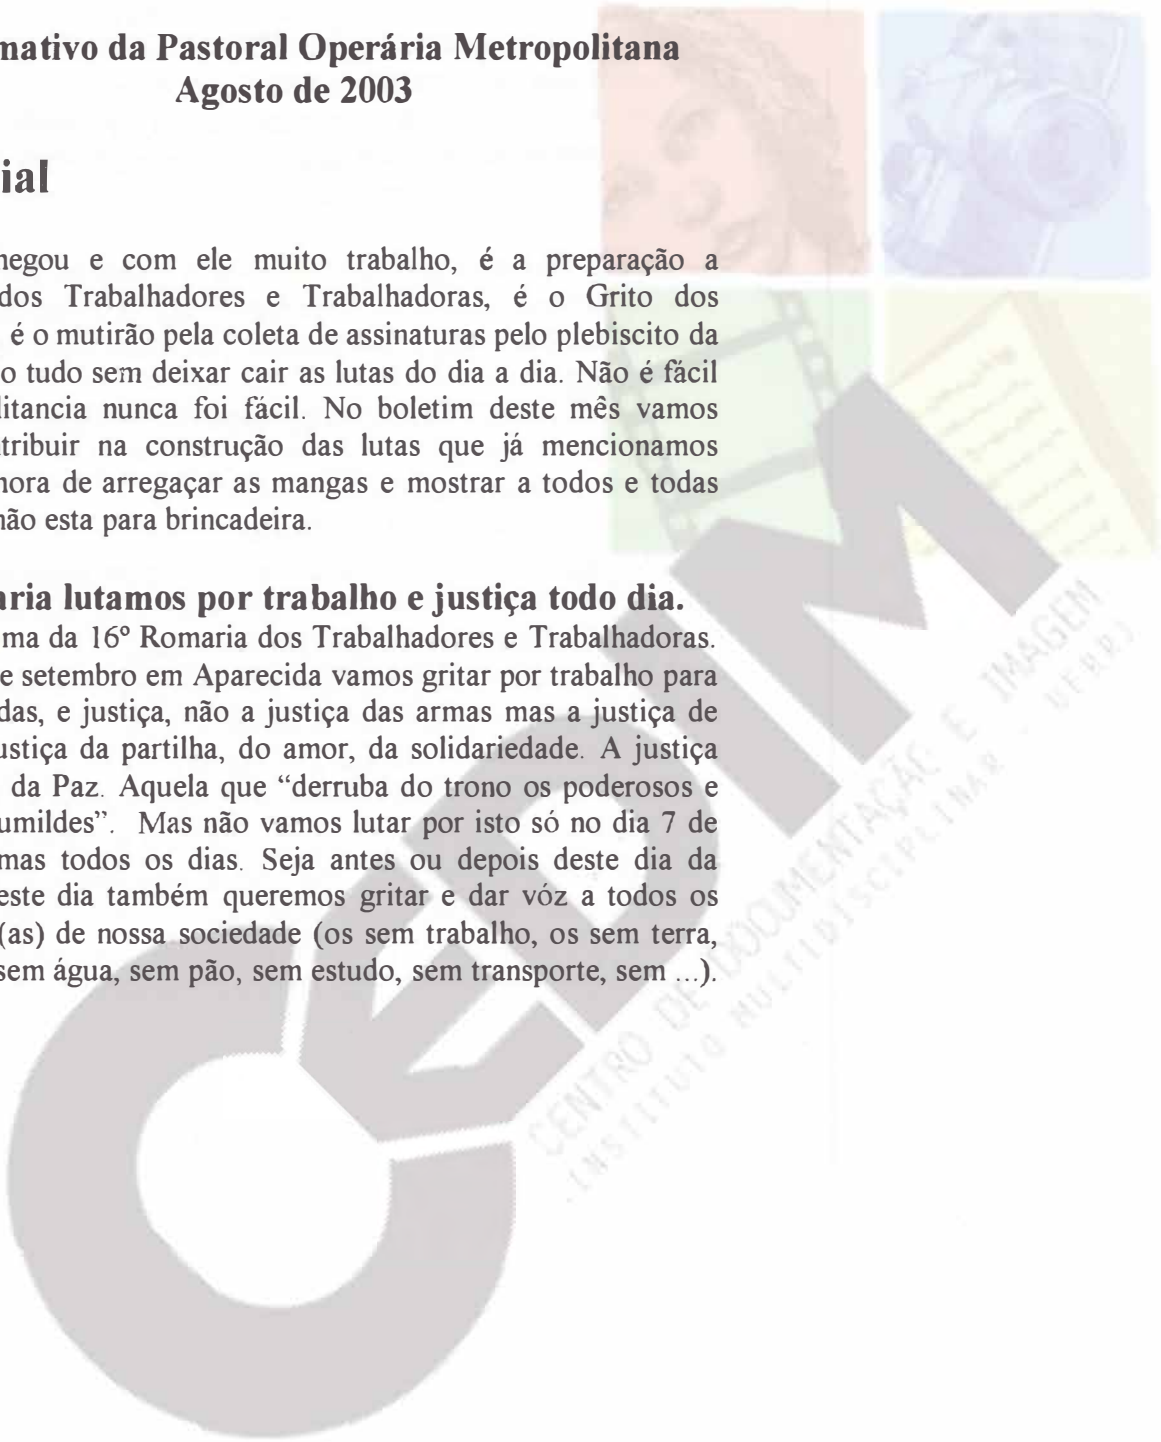 mativo da Pastoral Operária Metropolitana
Agosto de 2003
ial
hegou e com ele muito trabalho, é a preparação a
dos Trabalhadores e Trabalhadoras, é o Grito dos
é o mutirão pela coleta de assinaturas pelo plebiscito da
o tudo sem deixar cair as lutas do dia a dia. Não é fácil
litancia nunca foi fácil. No boletim deste mês vamos
ntribuir na construção das lutas que já mencionamos
hora de arregaçar as mangas e mostrar a todos e todas
não esta para brincadeira.
aria lutamos por trabalho e justiça todo dia.
ma da 16º Romaria dos Trabalhadores e Trabalhadoras.
e setembro em Aparecida vamos gritar por trabalho para
das, e justiça, não a justiça das armas mas a justiça de
ustiça da partilha, do amor, da solidariedade. A justiça
da Paz. Aquela que “derruba do trono os poderosos e
umildes”. Mas não vamos lutar por isto só no dia 7 de
mas todos os dias. Seja antes ou depois deste dia da
este dia também queremos gritar e dar vóz a todos os
(as) de nossa sociedade (os sem trabalho, os sem terra,
sem água, sem pão, sem estudo, sem transporte, sem ...).
CEDIM
CENTRO DE DOCUMENTAÇÃO E IMAGEM
INSTITUTO MULTIDISCIPLINAR - UFRRJ